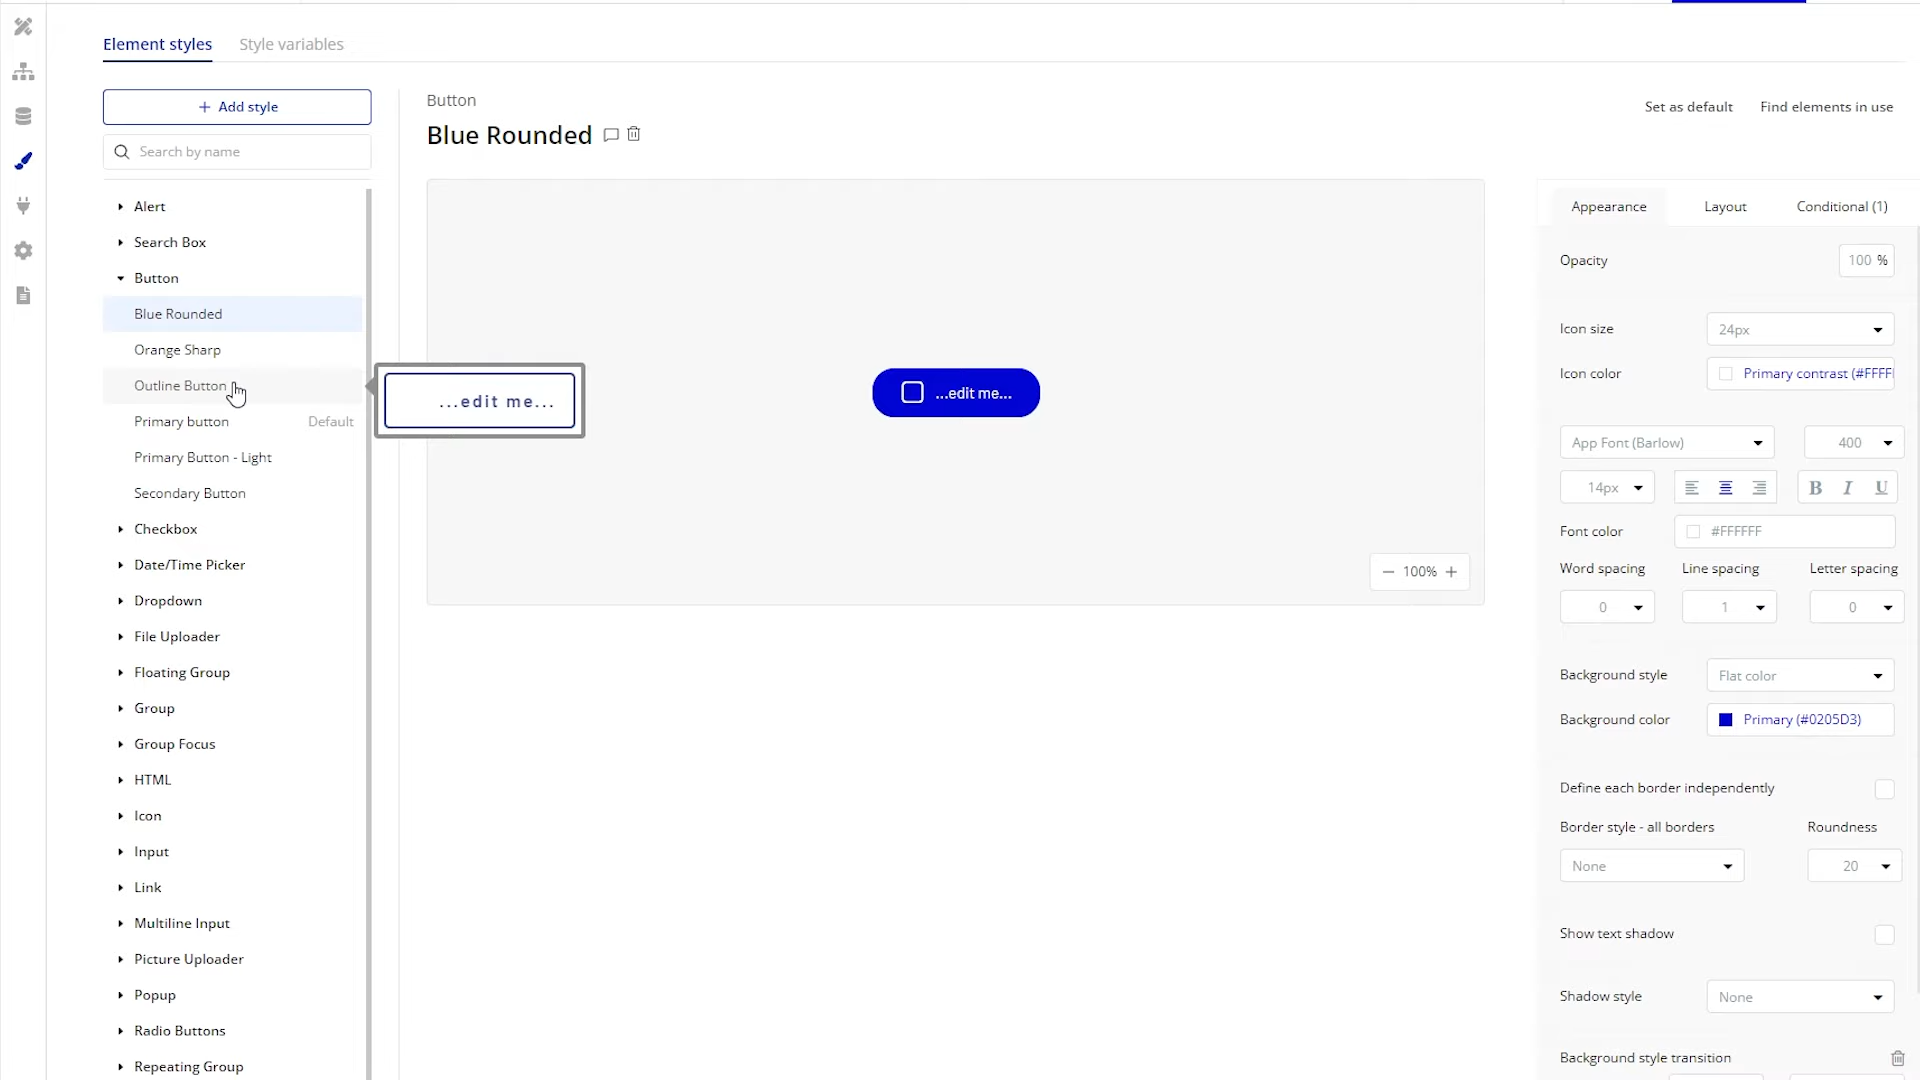 Element styles
Style variables
+ Add style
Search by name
Alert
Search Box
Button
Blue Rounded
Orange Sharp
Outline Button
Primary button Default
Primary Button - Light
Secondary Button
Checkbox
Date/Time Picker
Dropdown
File Uploader
Floating Group
Group
Group Focus
HTML
Icon
Input
Link
Multiline Input
Picture Uploader
Popup
Radio Buttons
Repeating Group
Button
Blue Rounded
Set as default
Find elements in use
...edit me...
...edit me...
100%
Appearance
Layout
Conditional (1)
Opacity 100 %
Icon size 24px
Icon color Primary contrast (#FFFFI
App Font (Barlow) 400
14px B I U
Font color #FFFFFF
Word spacing Line spacing Letter spacing
0 1 0
Background style Flat color
Background color Primary (#0205D3)
Define each border independently
Border style - all borders Roundness
None 20
Show text shadow
Shadow style None
Background style transition